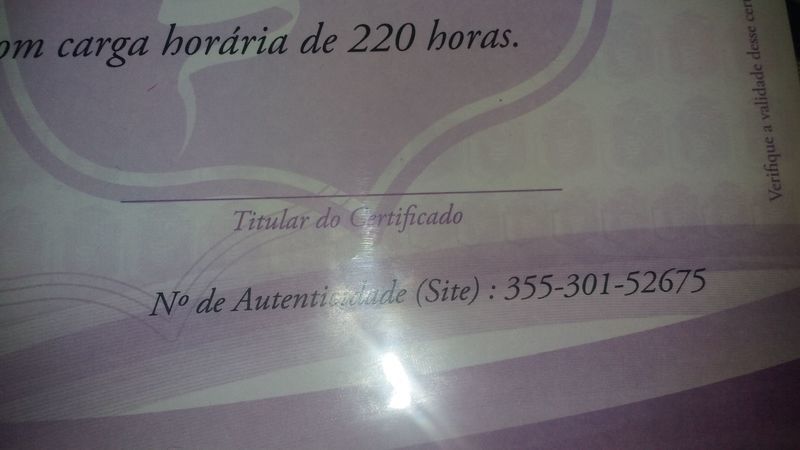 om carga horária de 220 horas.
Titular do Certificado
Nº de Autenticidade (Site) : 355-301-52675
Verifique a validade desse cer